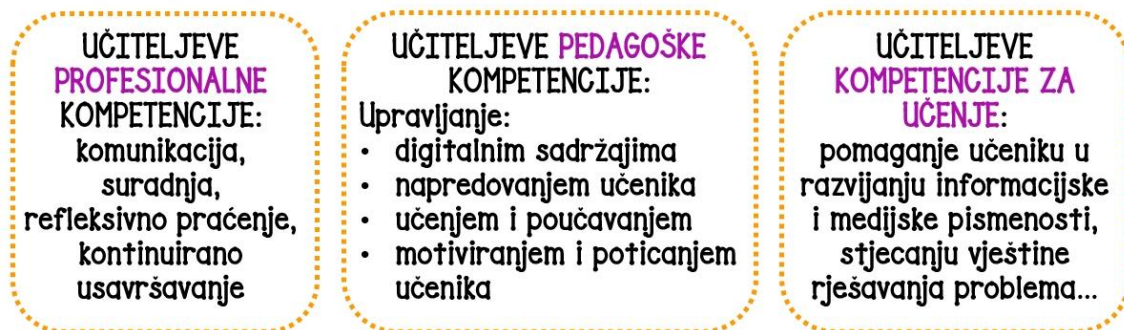 UČITELJEVE
PROFESIONALNE
KOMPETENCIJE:
komunikacija,
suradnja,
refleksivno praćenje,
kontinuirano
usavršavanje
UČITELJEVE PEDAGOŠKE
KOMPETENCIJE:
Upravljanje:
• digitalnim sadržajima
• napredovanjem učenika
• učenjem i poučavanjem
• motiviranjem i poticanjem
učenika
UČITELJEVE
KOMPETENCIJE ZA
UČENJE:
pomaganje učeniku u
razvijanju informacijske
i medijske pismenosti,
stjecanju vještine
rješavanja problema...